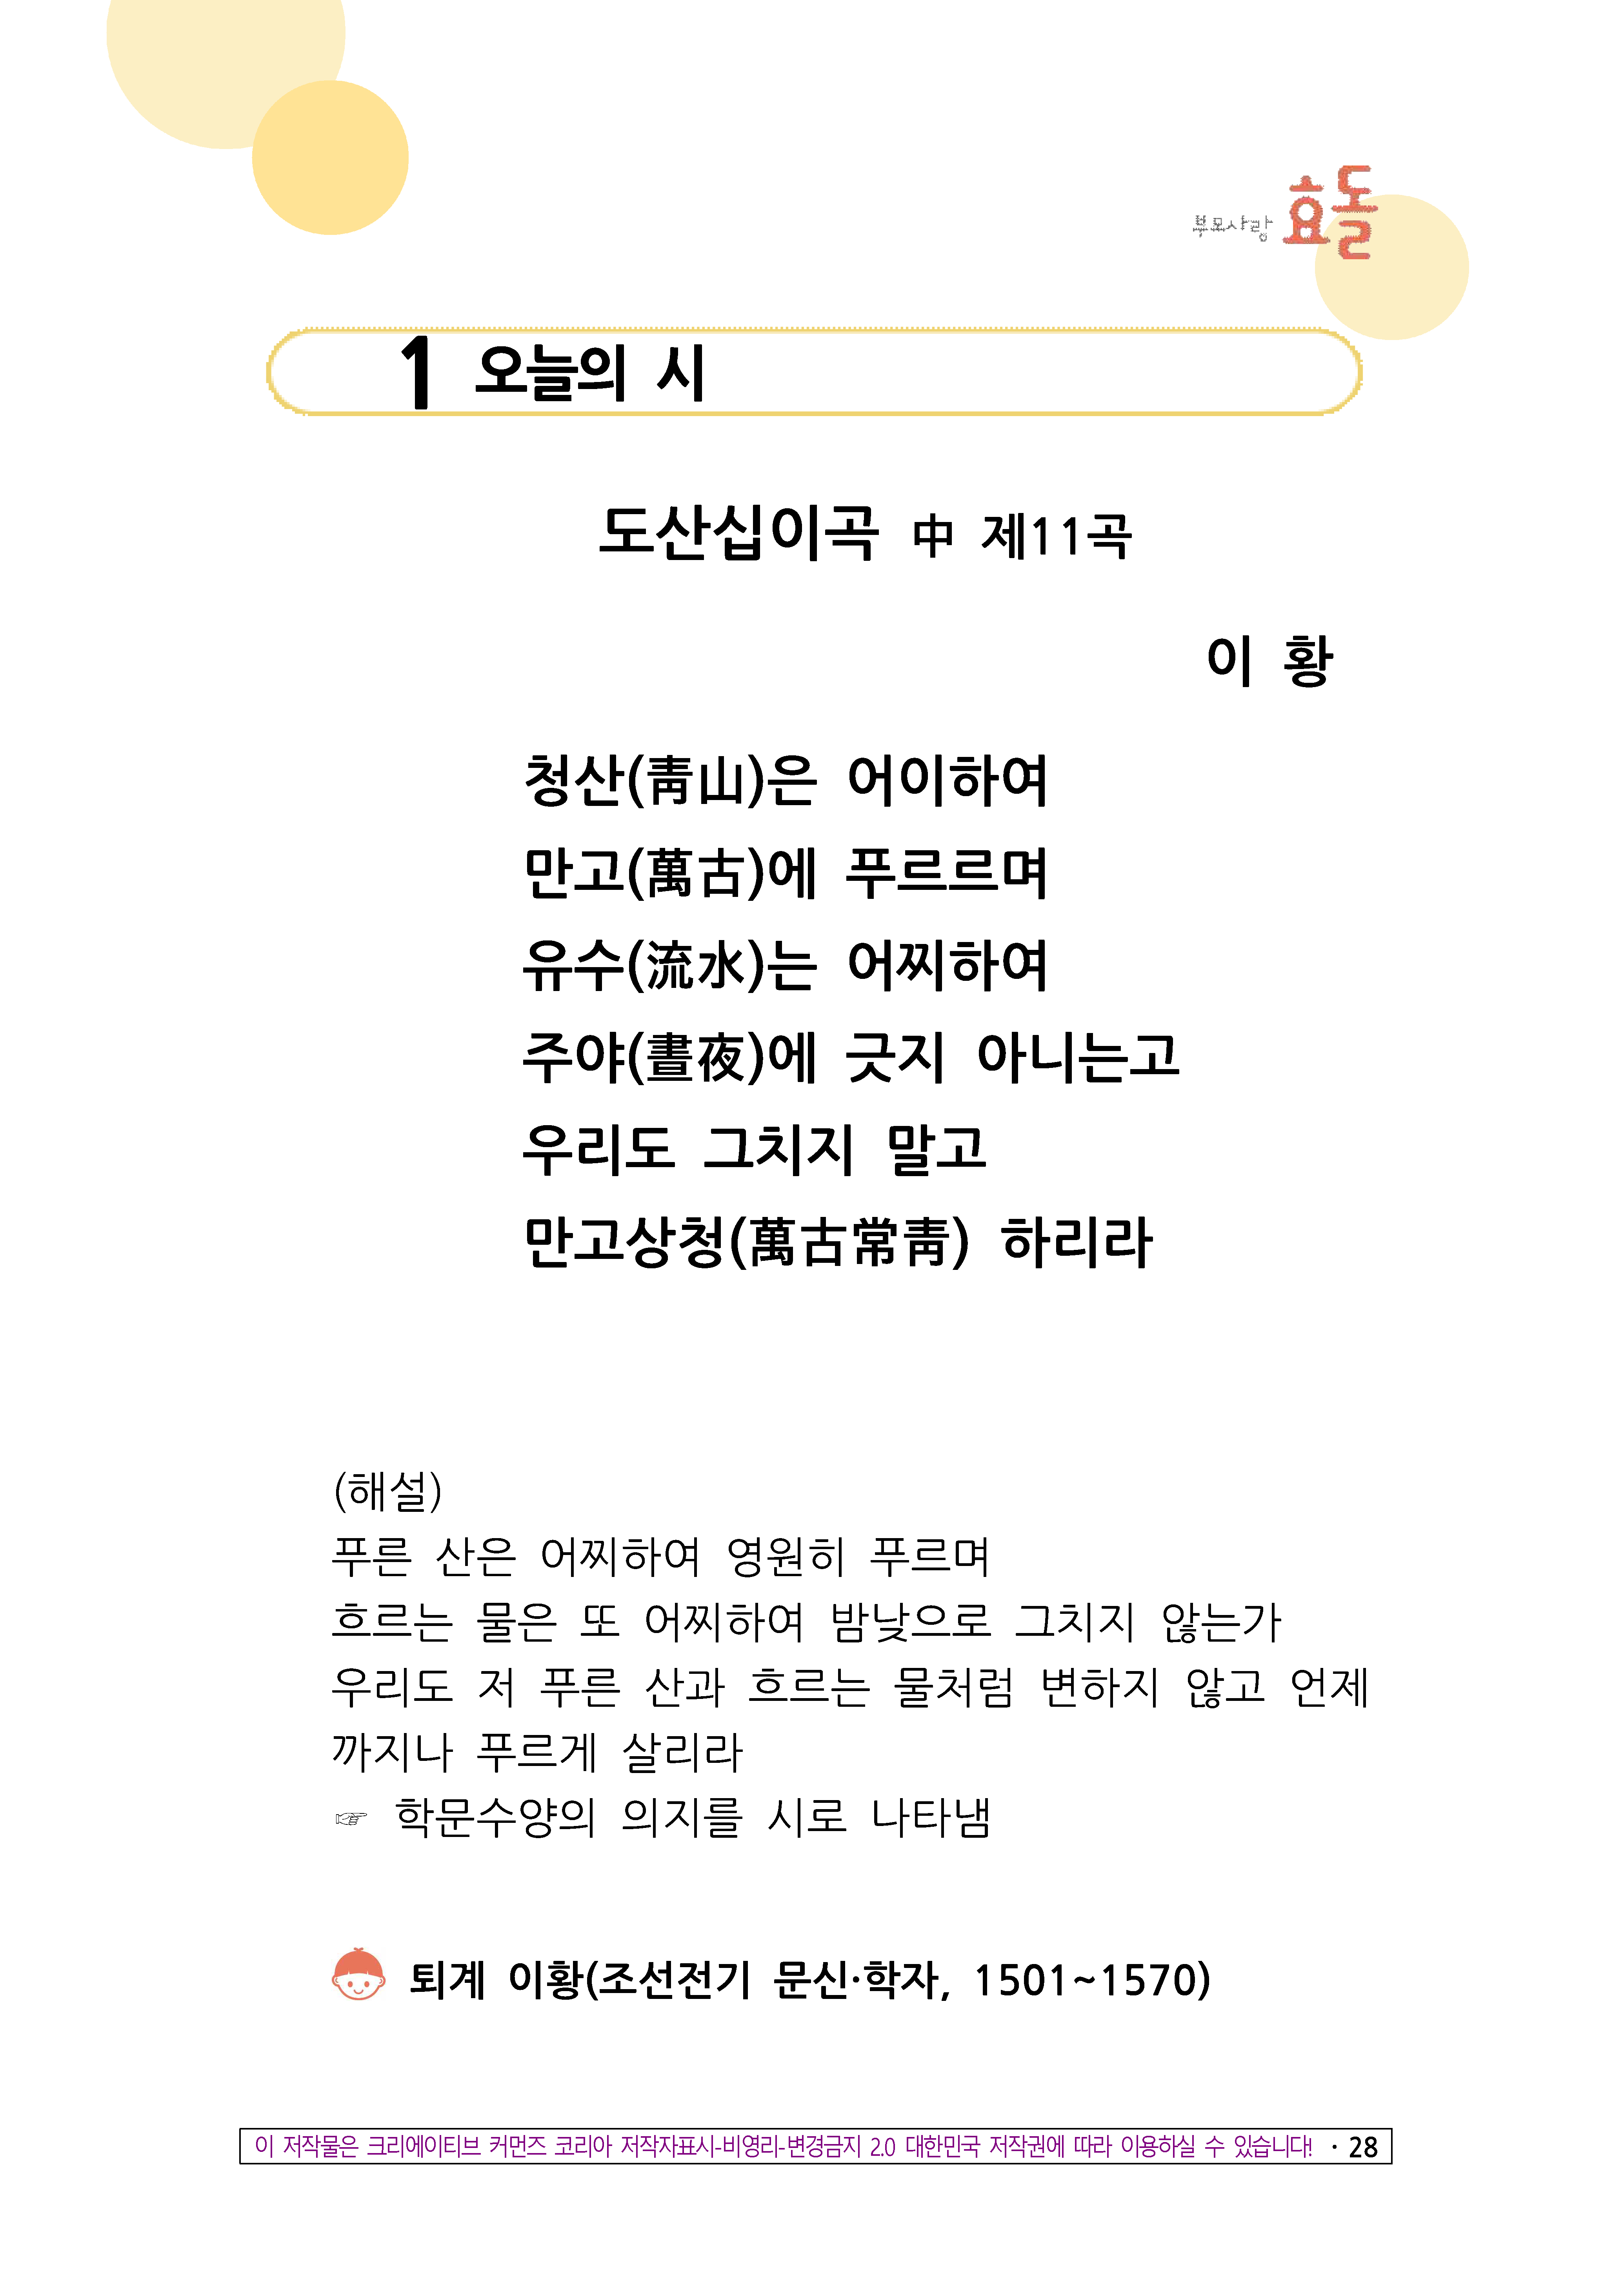 부모사랑 효돌
1 오늘의 시
도산십이곡 中 제11곡
이 황
청산(靑山)은 어이하여
만고(萬古)에 푸르르며
유수(流水)는 어찌하여
주야(晝夜)에 긋지 아니는고
우리도 그치지 말고
만고상청(萬古常靑) 하리라
(해설)
푸른 산은 어찌하여 영원히 푸르며
흐르는 물은 또 어찌하여 밤낮으로 그치지 않는가
우리도 저 푸른 산과 흐르는 물처럼 변하지 않고 언제
까지나 푸르게 살리라
☞ 학문수양의 의지를 시로 나타냄
퇴계 이황(조선전기 문신·학자, 1501~1570)
이 저작물은 크리에이티브 커먼즈 코리아 저작자표시-비영리-변경금지 2.0 대한민국 저작권에 따라 이용하실 수 있습니다! · 28